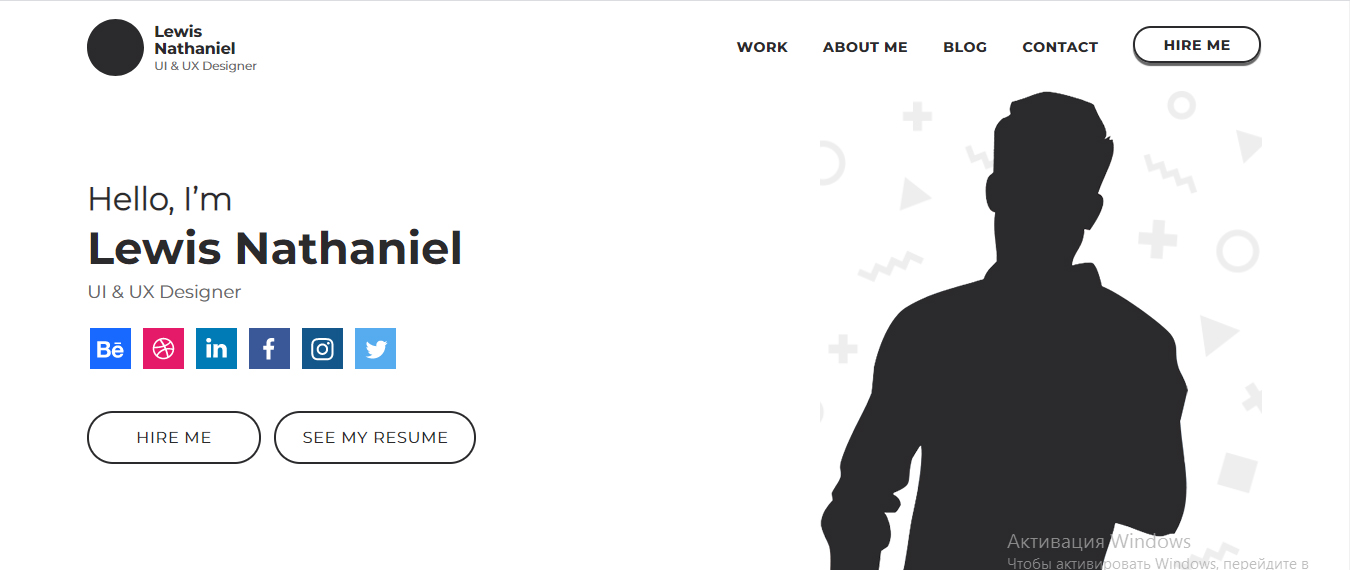 Lewis
Nathaniel
UI & UX Designer
WORK
ABOUT ME
BLOG
CONTACT
HIRE ME
Hello, I’m
Lewis Nathaniel
UI & UX Designer
Bē
in
f
HIRE ME
SEE MY RESUME
Активация Windows
Чтобы активировать Windows, перейдите в